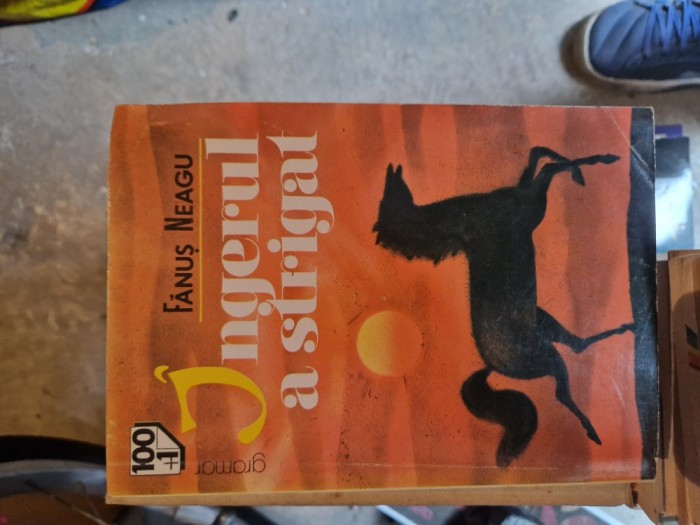 FĂNUȘ NEAGU
Îngerul
a strigat
100
+1
gramar